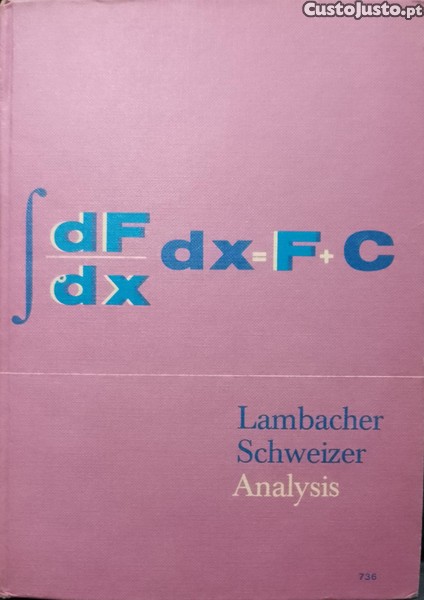 CustoJusto.pt
∫ dF/dx dx = F + C
Lambacher
Schweizer
Analysis
736